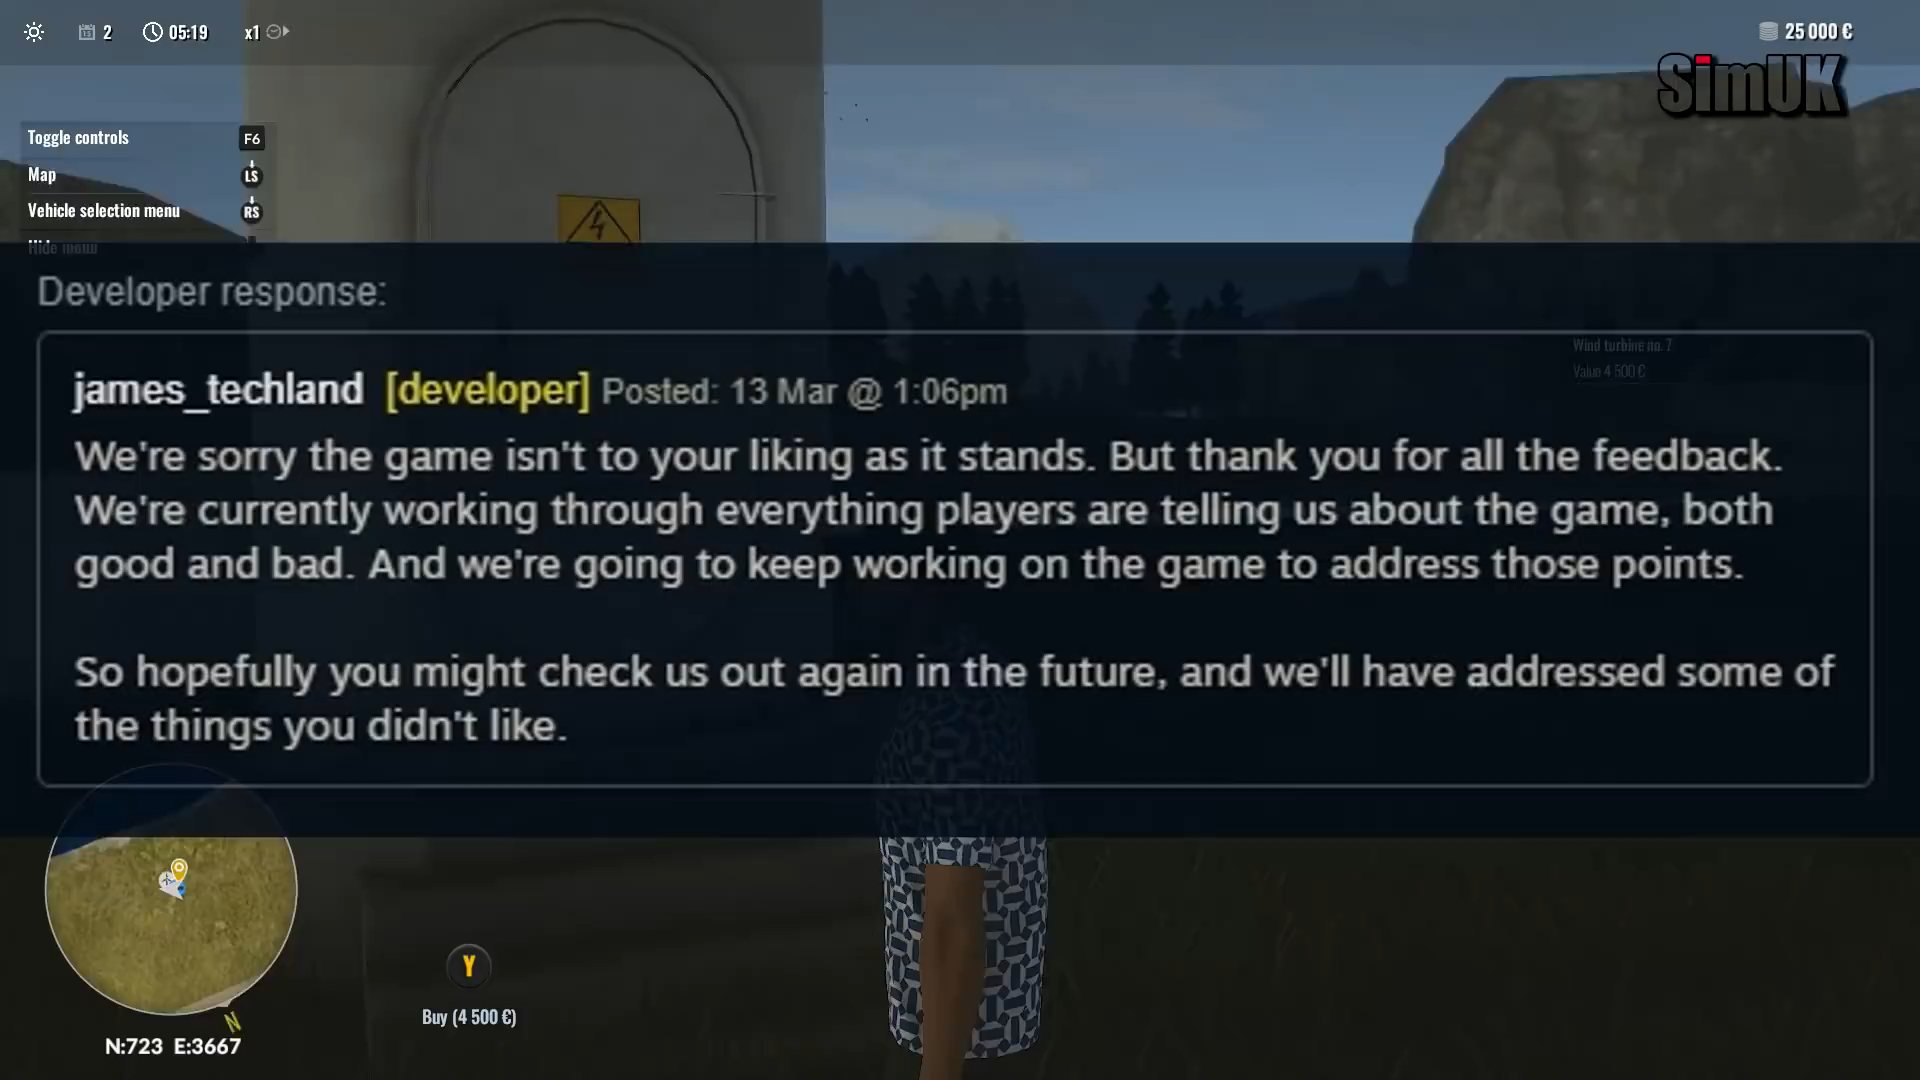 2 05:19 x1
25 000 €
SimUK
Toggle controls F6
Map LS
Vehicle selection menu RS
Hide menu
Developer response:
Wind turbine no. 7
Value 4 500 €
james_techland [developer] Posted: 13 Mar @ 1:06pm
We're sorry the game isn't to your liking as it stands. But thank you for all the feedback.
We're currently working through everything players are telling us about the game, both
good and bad. And we're going to keep working on the game to address those points.
So hopefully you might check us out again in the future, and we'll have addressed some of
the things you didn't like.
Y
Buy (4 500 €)
N
N:723 E:3667